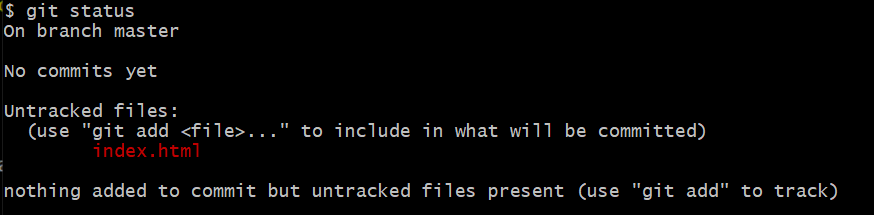 $ git status
On branch master
No commits yet
Untracked files:
(use "git add <file>..." to include in what will be committed)
index.html
nothing added to commit but untracked files present (use "git add" to track)